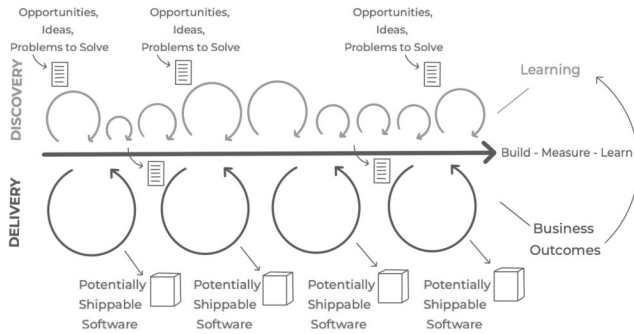 Opportunities,
Ideas,
Problems to Solve
Opportunities,
Ideas,
Problems to Solve
Opportunities,
Ideas,
Problems to Solve
DISCOVERY
Learning
Build - Measure - Learn
DELIVERY
Business
Outcomes
Potentially
Shippable
Software
Potentially
Shippable
Software
Potentially
Shippable
Software
Potentially
Shippable
Software